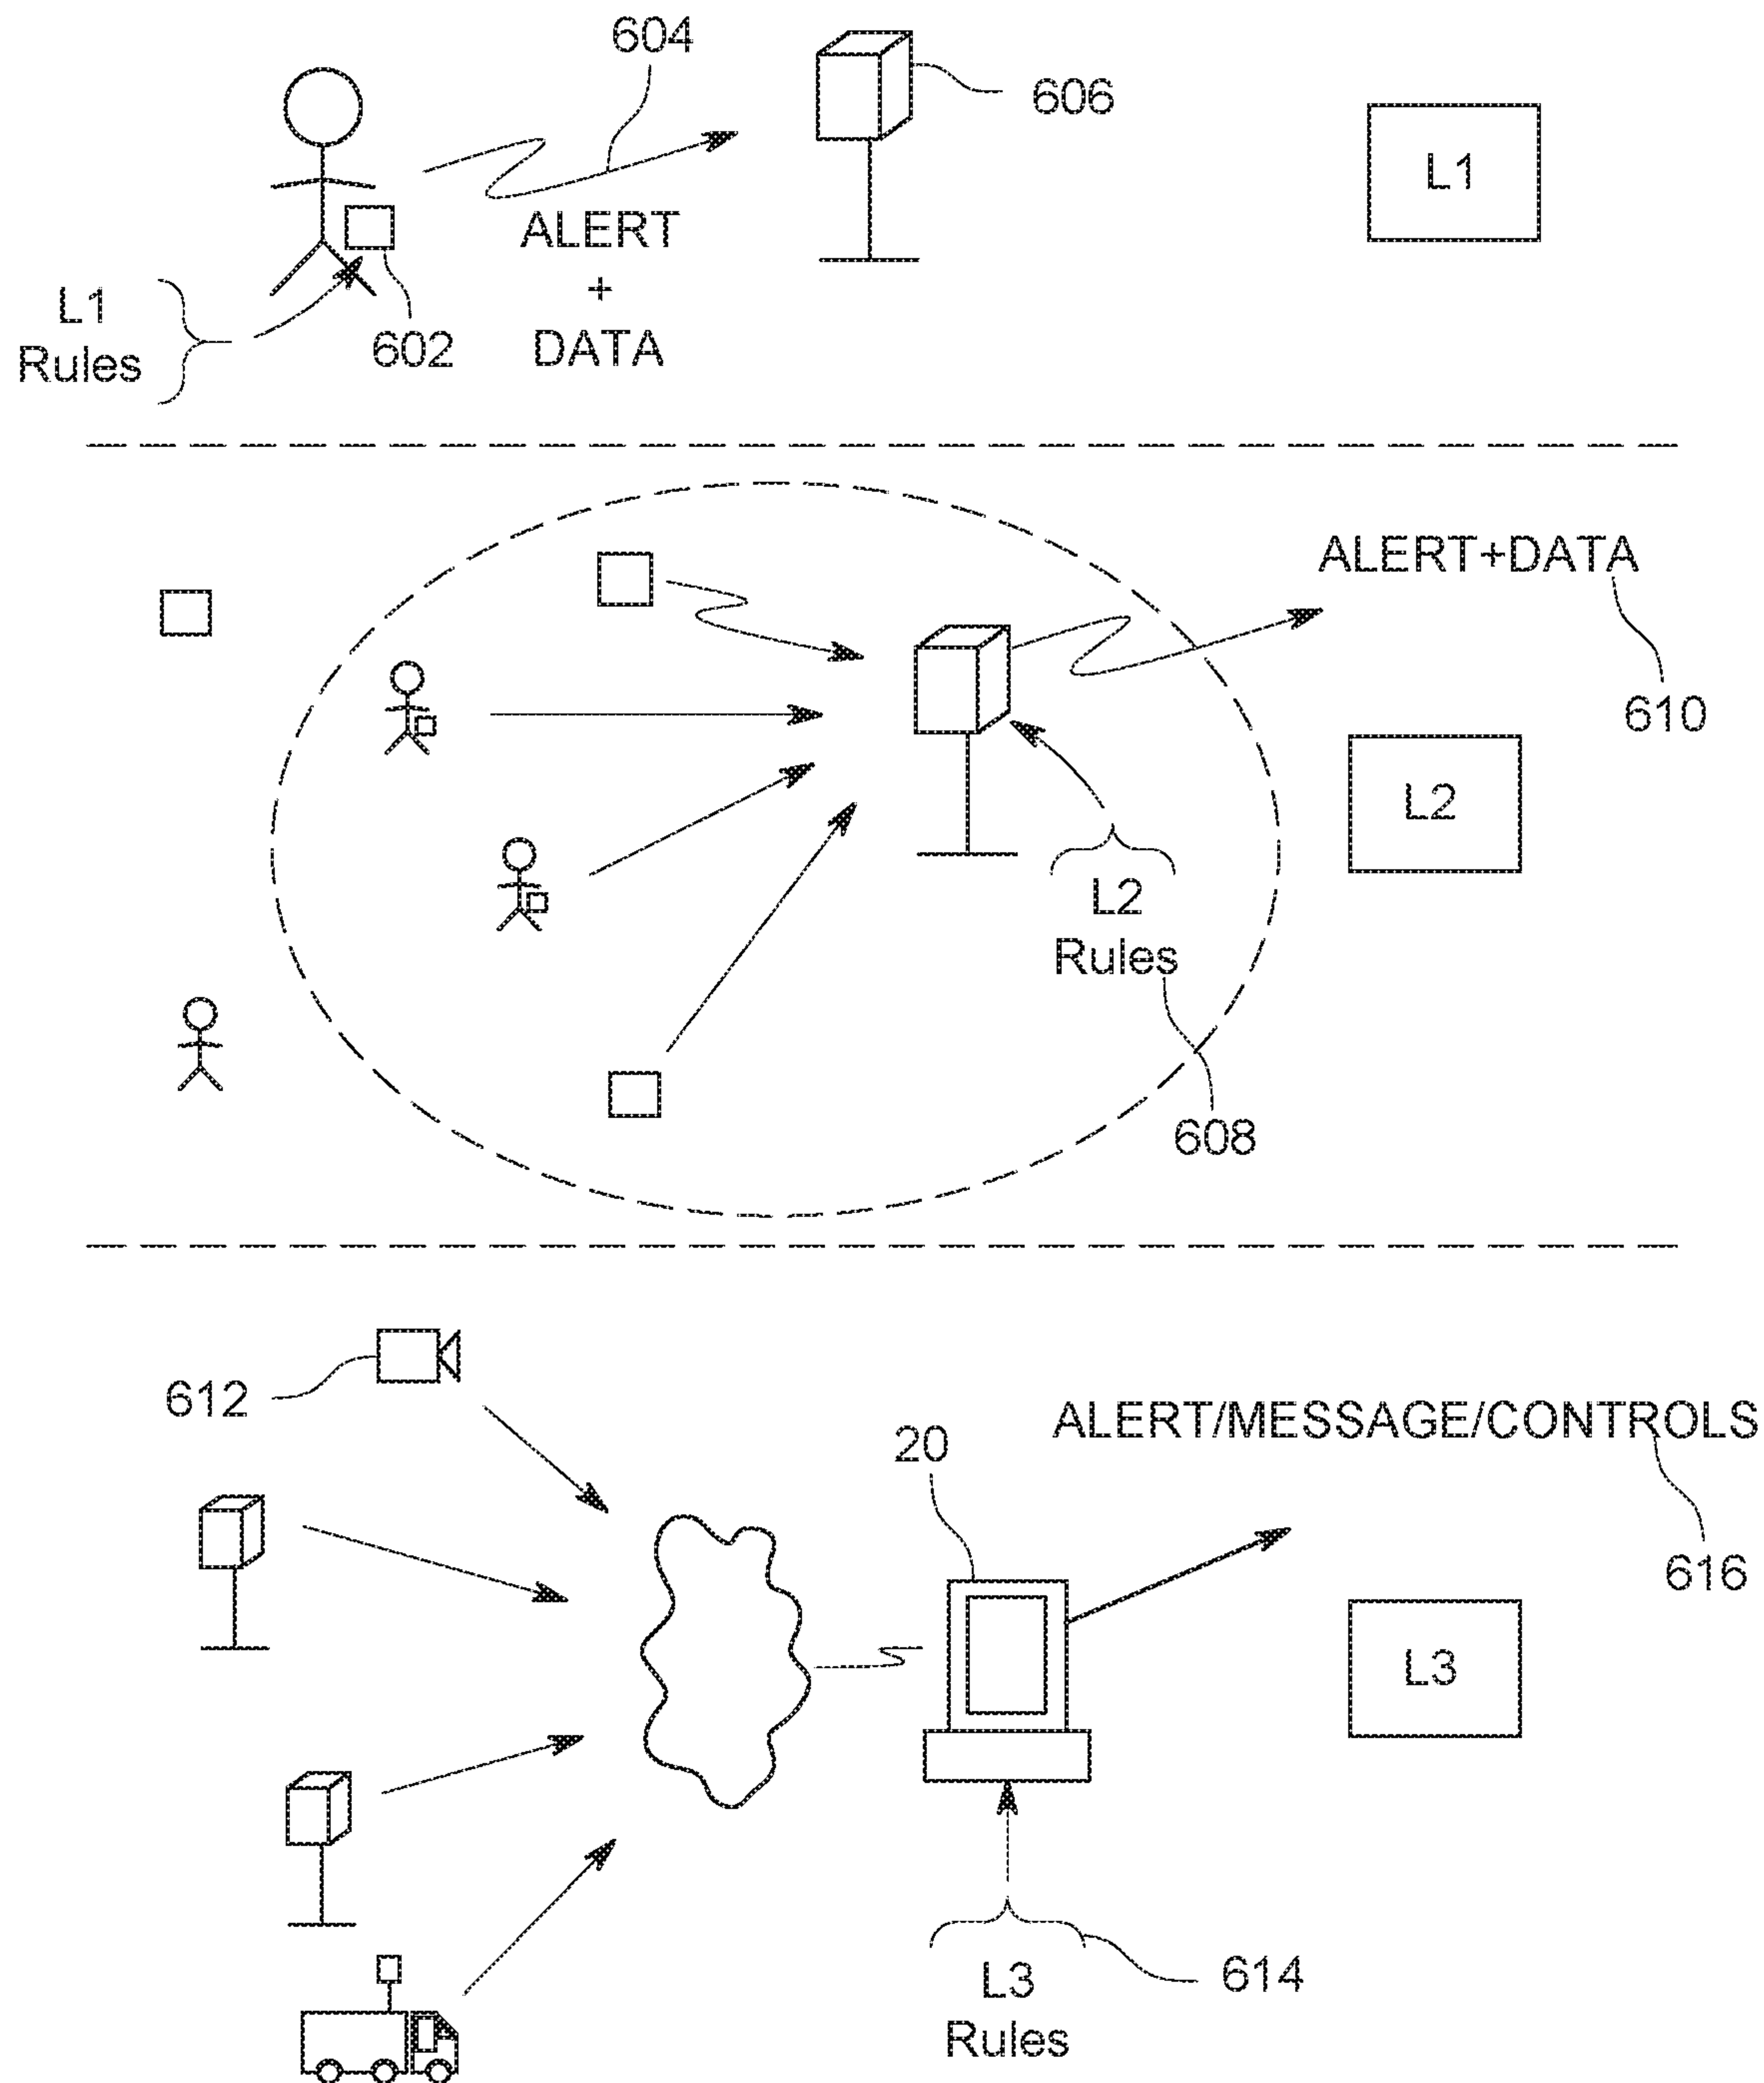 604
606
L1
ALERT
+
DATA
L1
Rules
602
ALERT+DATA
610
L2
L2
Rules
608
612
ALERT/MESSAGE/CONTROLS
20
616
L3
614
L3
Rules